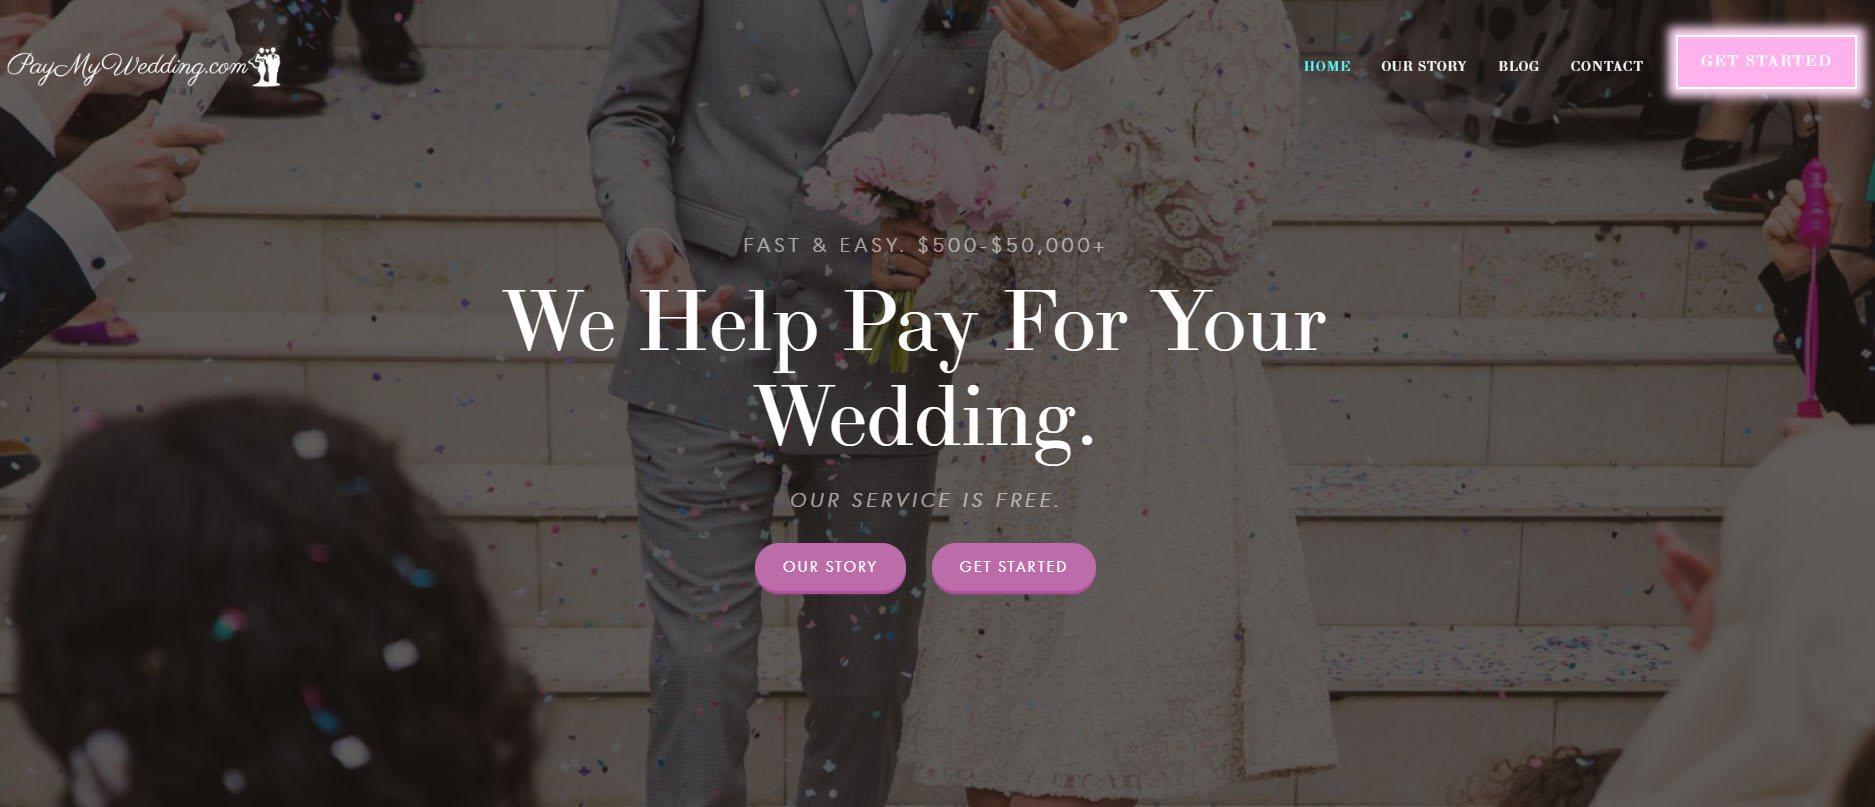 PayMyWedding.com
HOME
OUR STORY
BLOG
CONTACT
GET STARTED
FAST & EASY. $500-$50,000+
We Help Pay For Your
Wedding.
OUR SERVICE IS FREE.
OUR STORY
GET STARTED